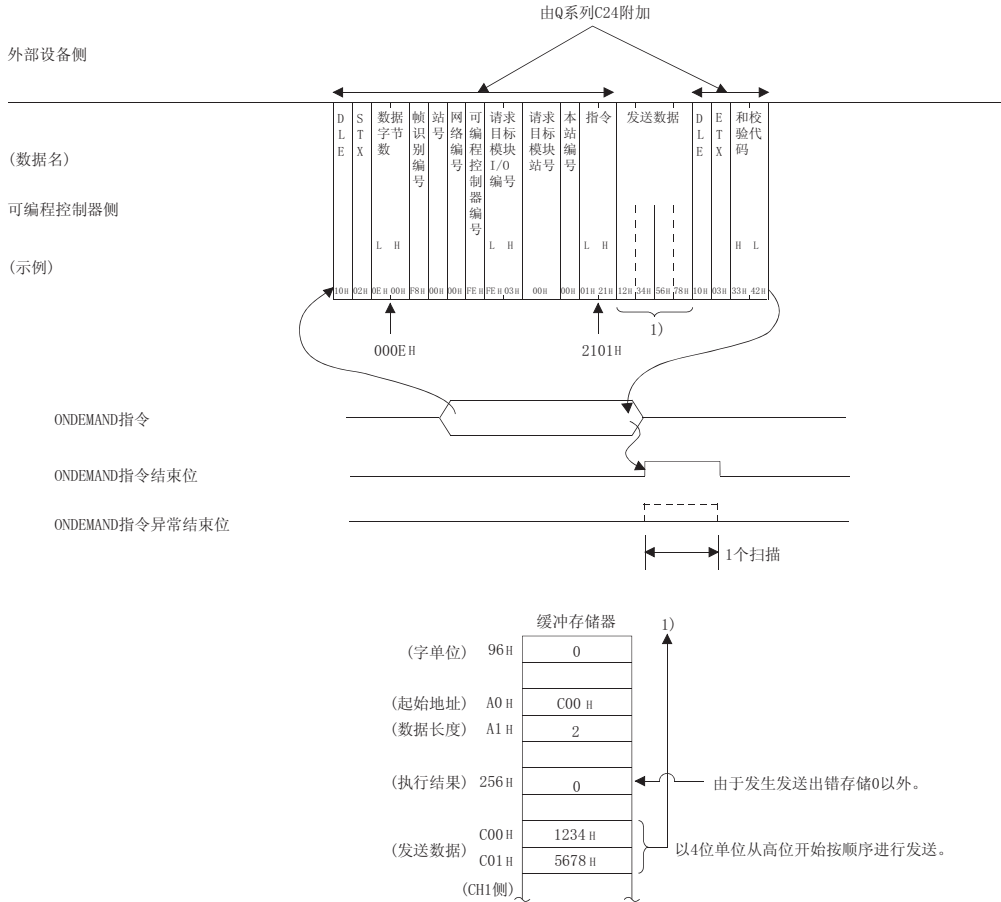 由Q系列C24附加
外部设备侧
(数据名)
可编程控制器侧
(示例)
DLE
STX
数据字节数
帧识别编号
站号
网络编号
可编程控制器编号
请求目标模块I/O编号
请求目标模块站号
本站编号
指令
发送数据
DLE
ETX
和校验代码
L H
L H
L H
H L
10H 02H 0EH 00H F8H 00H 00H FEH FEH 03H 00H 00H 01H 21H 12H 34H 56H 78H 10H 03H 33H 42H
000EH
2101H
1)
ONDEMAND指令
ONDEMAND指令结束位
ONDEMAND指令异常结束位
1个扫描
缓冲存储器
1)
(字单位) 96H 0
(起始地址) A0H C00H
(数据长度) A1H 2
(执行结果) 256H 0
由于发生发送出错存储0以外。
(发送数据)
C00H 1234H
C01H 5678H
以4位单位从高位开始按顺序进行发送。
(CH1侧)